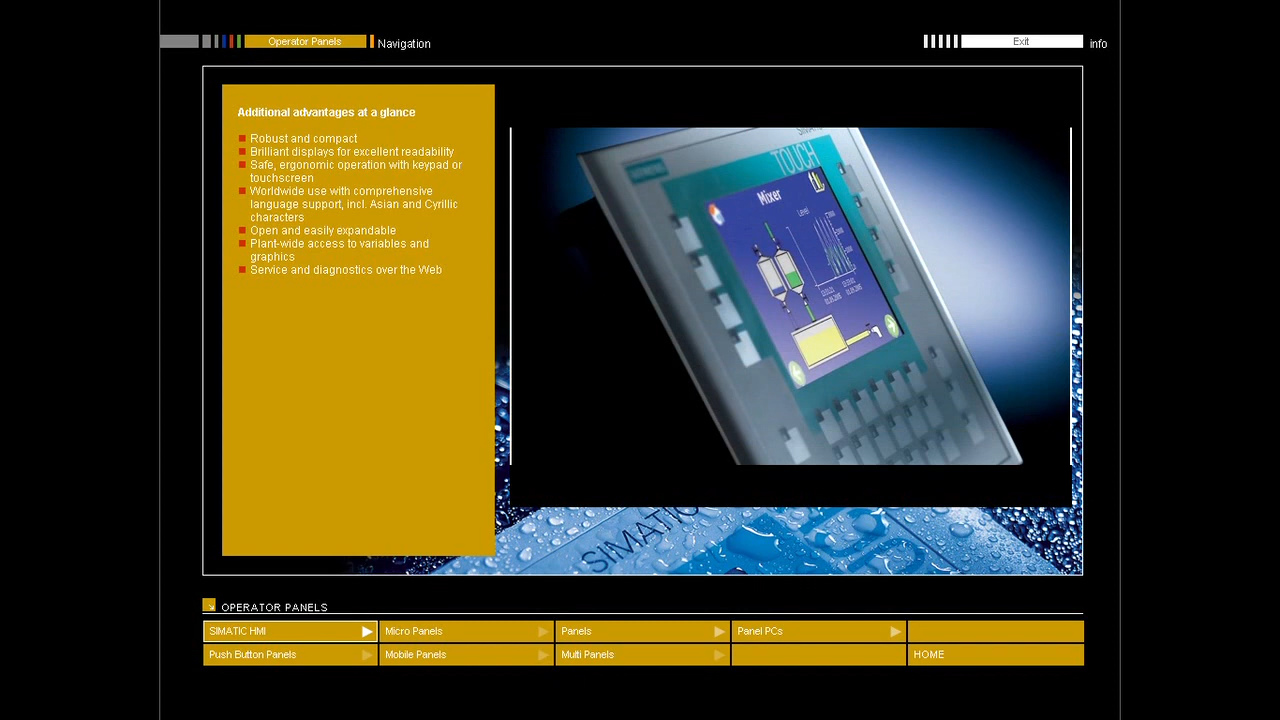 Operator Panels
Navigation
Exit
info
Additional advantages at a glance
Robust and compact
Brilliant displays for excellent readability
Safe, ergonomic operation with keypad or
touchscreen
Worldwide use with comprehensive
language support, incl. Asian and Cyrillic
characters
Open and easily expandable
Plant-wide access to variables and
graphics
Service and diagnostics over the Web
TOUCH
Mixer
Level
SIMATIC
OPERATOR PANELS
SIMATIC HMI
Micro Panels
Panels
Panel PCs
Push Button Panels
Mobile Panels
Multi Panels
HOME